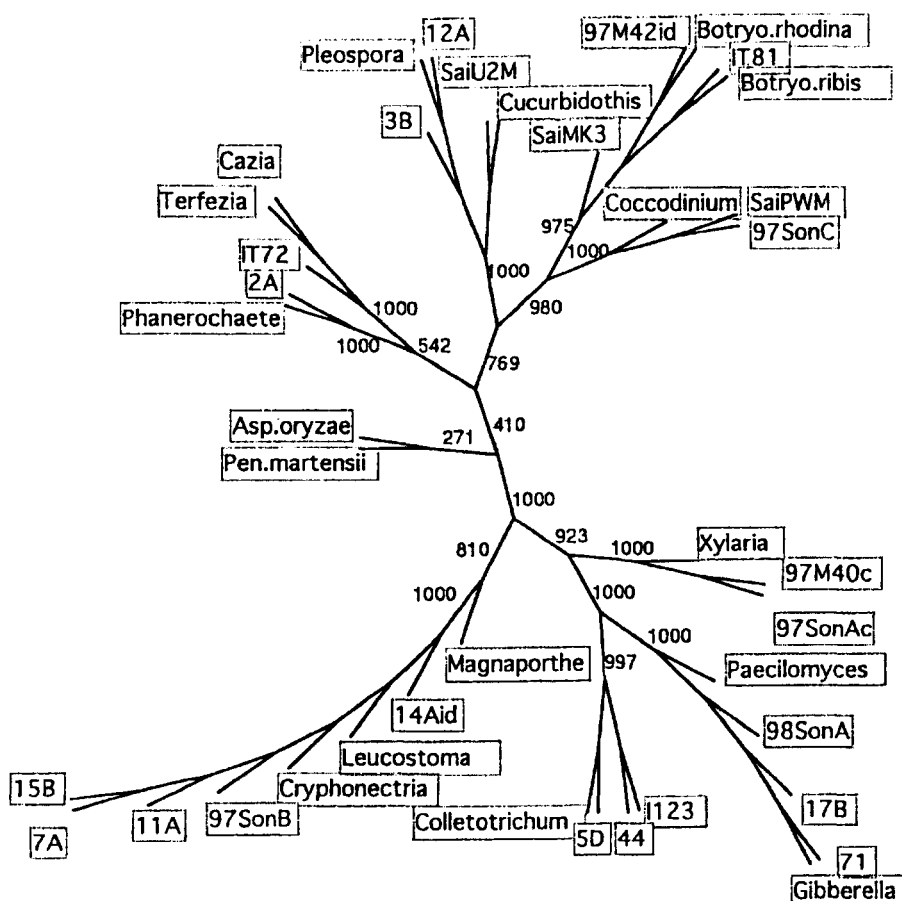 12A
97M42id
Botryo.rhodina
Pleospora
IT81
SaiU2M
Botryo.ribis
Cucurbidothis
3B
SaiMK3
Cazia
Terfezia
Coccodinium
SaiPWM
975
1000
97SonC
IT72
1000
2A
980
Phanerochaete
1000
1000
542
769
Asp.oryzae
271
410
Pen.martensii
1000
810
923
1000
Xylaria
97M40c
1000
1000
97SonAc
1000
Magnaporthe
997
Paecilomyces
14Aid
98SonA
Leucostoma
15B
Cryphonectria
7A
11A
97SonB
Colletotrichum
5D
44
I123
17B
71
Gibberella